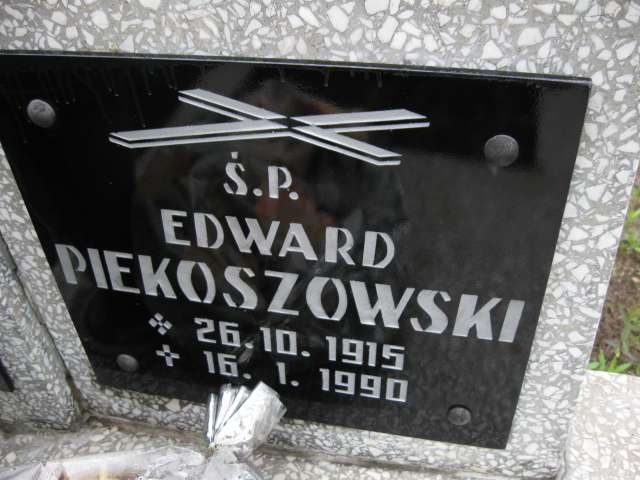 Ś.P.
EDWARD
PIEKOSZOWSKI
26.10.1915
16.1.1990